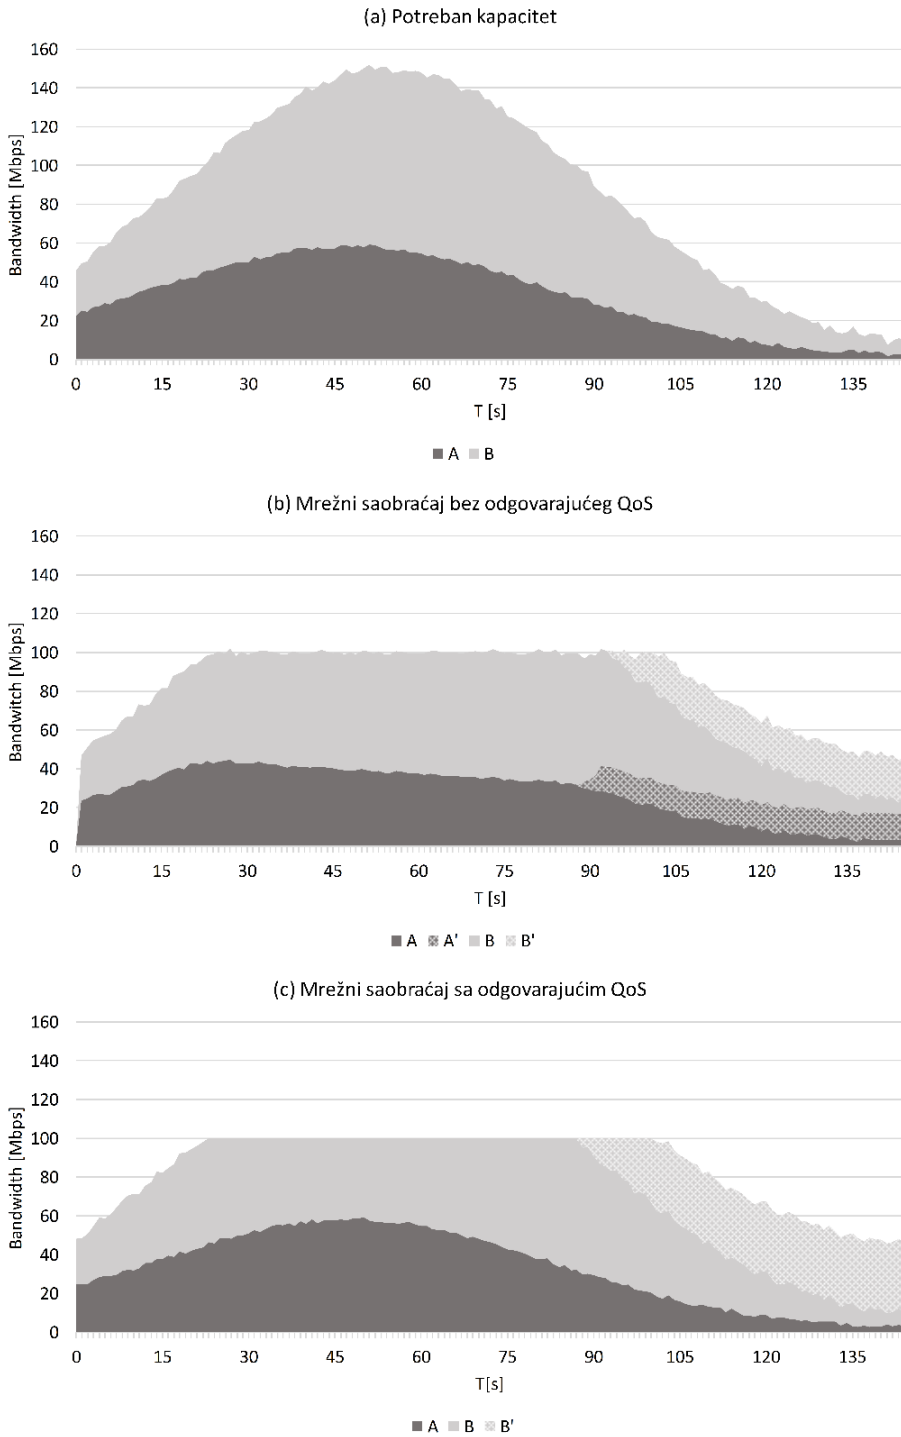 (a) Potreban kapacitet
160
140
120
100
80
60
40
20
0
Bandwidth [Mbps]
0 15 30 45 60 75 90 105 120 135
T [s]
A B
(b) Mrežni saobraćaj bez odgovarajućeg QoS
160
140
120
100
80
60
40
20
0
Bandwitch [Mbps]
0 15 30 45 60 75 90 105 120 135
T [s]
A A' B B'
(c) Mrežni saobraćaj sa odgovarajućim QoS
160
140
120
100
80
60
40
20
0
Bandwidth [Mbps]
0 15 30 45 60 75 90 105 120 135
T[s]
A B B'